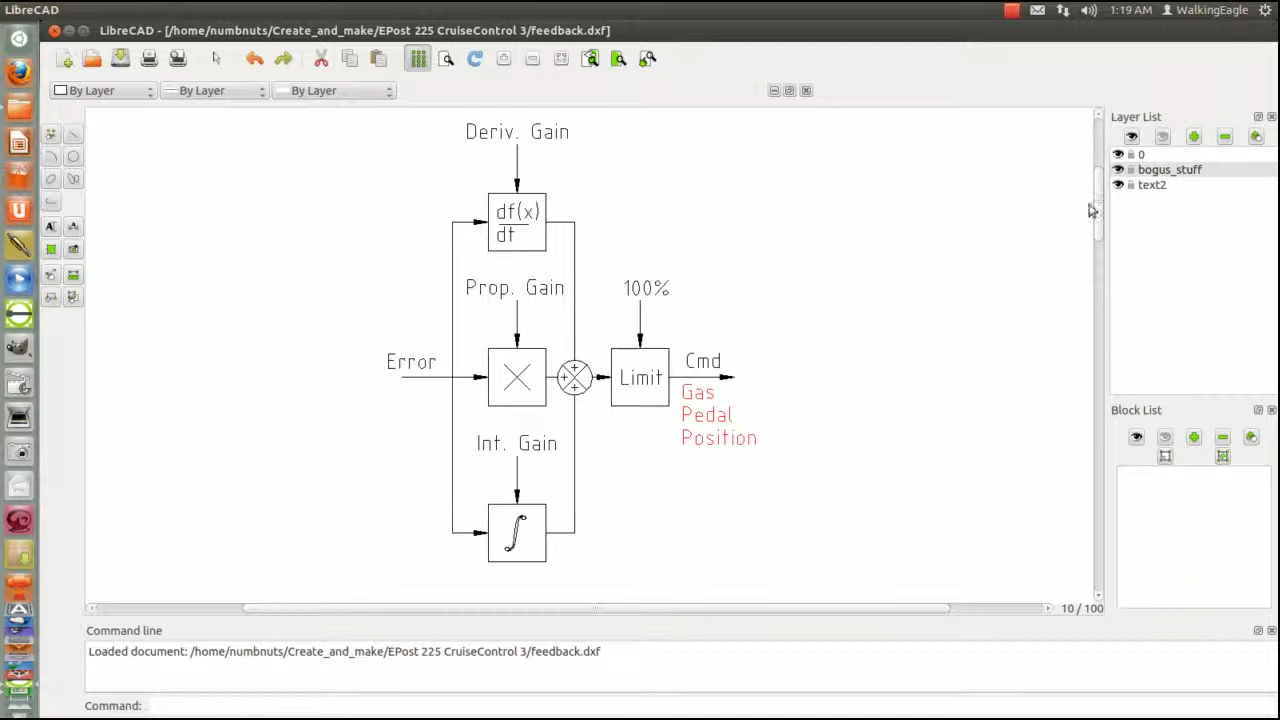 LibreCAD
1:19 AM
WalkingEagle
LibreCAD - [/home/numbnuts/Create_and_make/EPost 225 CruiseControl 3/feedback.dxf]
By Layer
By Layer
By Layer
Layer List
0
bogus_stuff
text2
Deriv. Gain
df(x)
dt
Prop. Gain
100%
Error
Limit
Cmd
Gas
Pedal
Position
Int. Gain
∫
Block List
10 / 100
Command line
Loaded document: /home/numbnuts/Create_and_make/EPost 225 CruiseControl 3/feedback.dxf
Command: